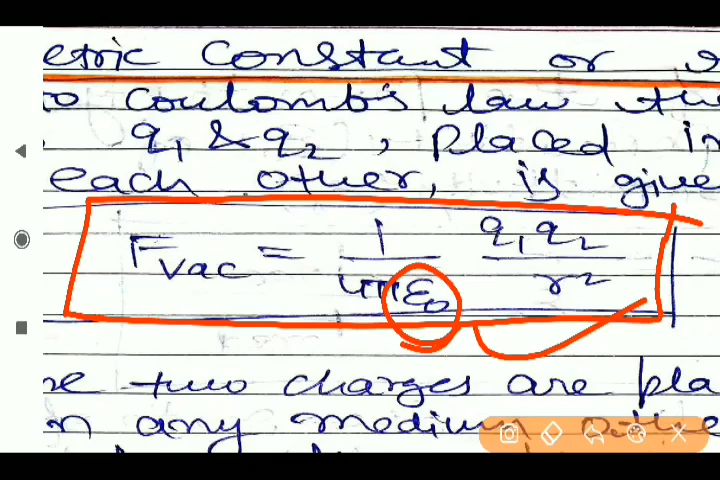 etric constant or
to Coulomb's law the
q₁ & q₂, placed in
each other, is give
F_vac = 1/4πε₀ q₁q₂/r²
two charges are pla
any medium